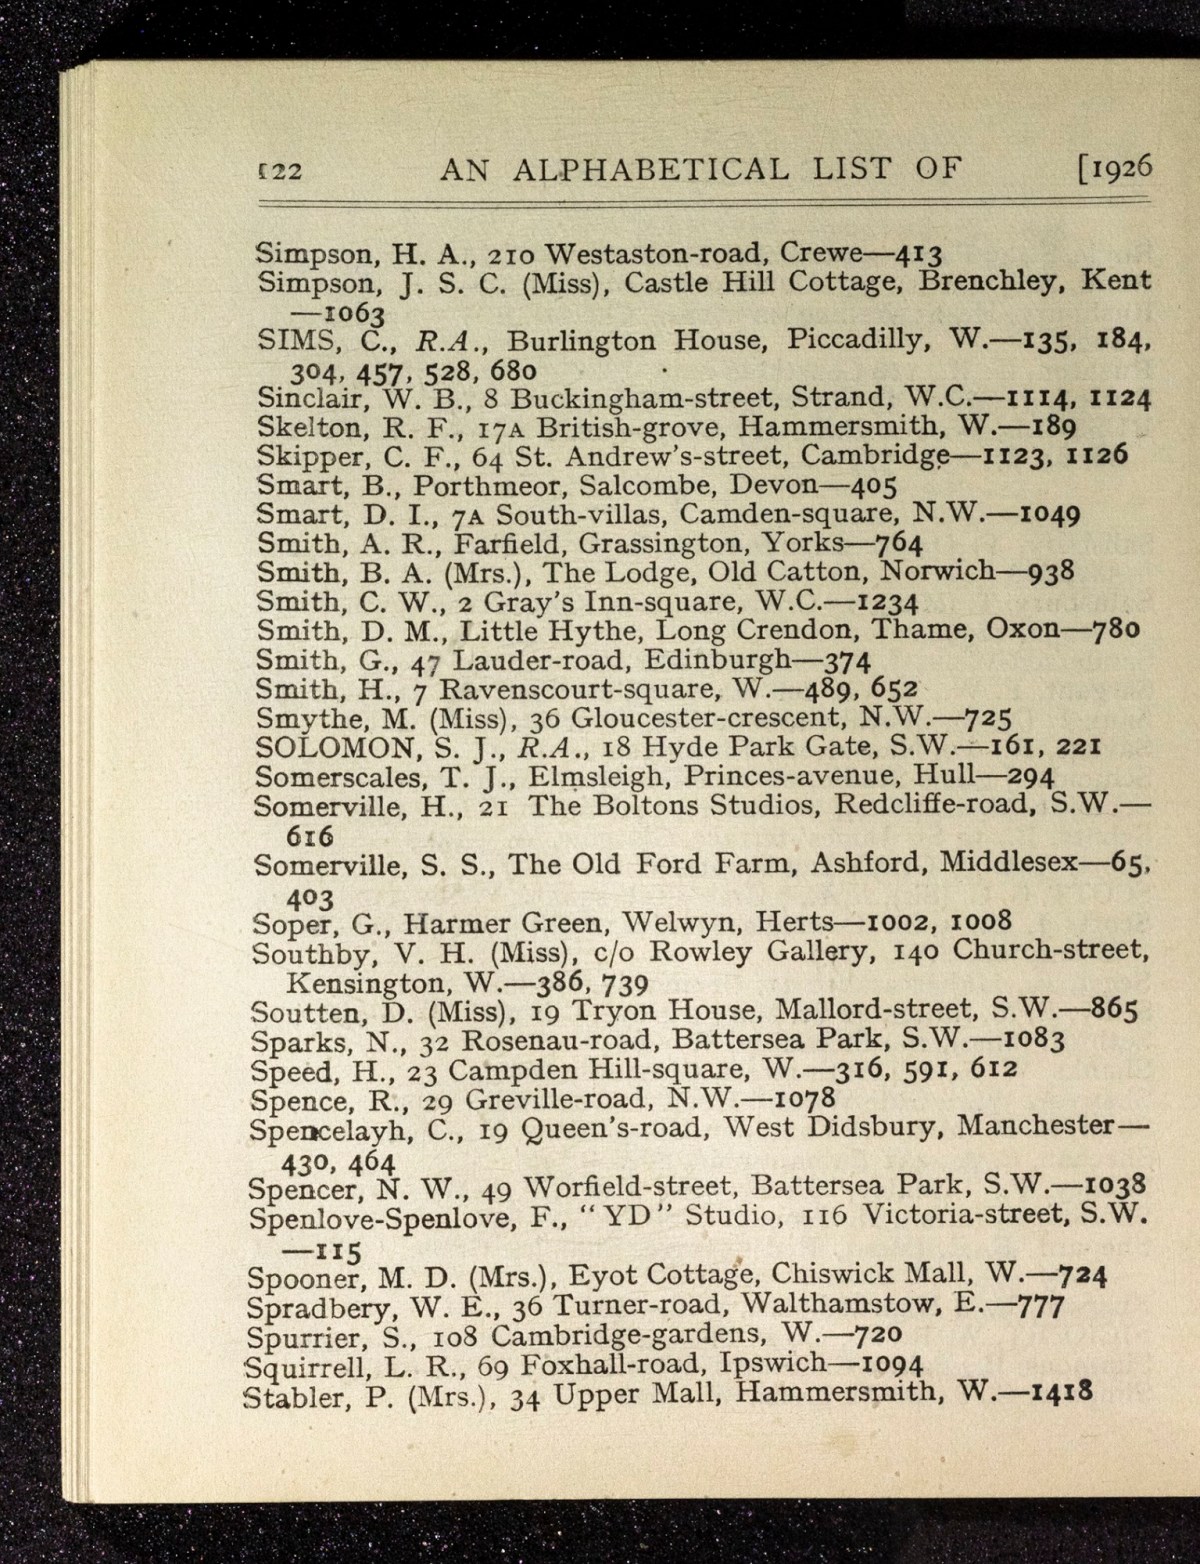 122 AN ALPHABETICAL LIST OF [1926
Simpson, H. A., 210 Westaston-road, Crewe—413
Simpson, J. S. C. (Miss), Castle Hill Cottage, Brenchley, Kent
—1063
SIMS, C., R.A., Burlington House, Piccadilly, W.—135, 184,
304, 457, 528, 680
Sinclair, W. B., 8 Buckingham-street, Strand, W.C.—1114, 1124
Skelton, R. F., 17A British-grove, Hammersmith, W.—189
Skipper, C. F., 64 St. Andrew's-street, Cambridge—1123, 1126
Smart, B., Porthmeor, Salcombe, Devon—405
Smart, D. I., 7A South-villas, Camden-square, N.W.—1049
Smith, A. R., Farfield, Grassington, Yorks—764
Smith, B. A. (Mrs.), The Lodge, Old Catton, Norwich—938
Smith, C. W., 2 Gray's Inn-square, W.C.—1234
Smith, D. M., Little Hythe, Long Crendon, Thame, Oxon—780
Smith, G., 47 Lauder-road, Edinburgh—374
Smith, H., 7 Ravenscourt-square, W.—489, 652
Smythe, M. (Miss), 36 Gloucester-crescent, N.W.—725
SOLOMON, S. J., R.A., 18 Hyde Park Gate, S.W.—161, 221
Somerscales, T. J., Elmsleigh, Princes-avenue, Hull—294
Somerville, H., 21 The Boltons Studios, Redcliffe-road, S.W.—
616
Somerville, S. S., The Old Ford Farm, Ashford, Middlesex—65,
403
Soper, G., Harmer Green, Welwyn, Herts—1002, 1008
Southby, V. H. (Miss), c/o Rowley Gallery, 140 Church-street,
Kensington, W.—386, 739
Soutten, D. (Miss), 19 Tryon House, Mallord-street, S.W.—865
Sparks, N., 32 Rosenau-road, Battersea Park, S.W.—1083
Speed, H., 23 Campden Hill-square, W.—316, 591, 612
Spence, R., 29 Greville-road, N.W.—1078
Spencelayh, C., 19 Queen's-road, West Didsbury, Manchester—
430, 464
Spencer, N. W., 49 Worfield-street, Battersea Park, S.W.—1038
Spenlove-Spenlove, F., "YD" Studio, 116 Victoria-street, S.W.
—115
Spooner, M. D. (Mrs.), Eyot Cottage, Chiswick Mall, W.—724
Spradbery, W. E., 36 Turner-road, Walthamstow, E.—777
Spurrier, S., 108 Cambridge-gardens, W.—720
Squirrell, L. R., 69 Foxhall-road, Ipswich—1094
Stabler, P. (Mrs.), 34 Upper Mall, Hammersmith, W.—1418